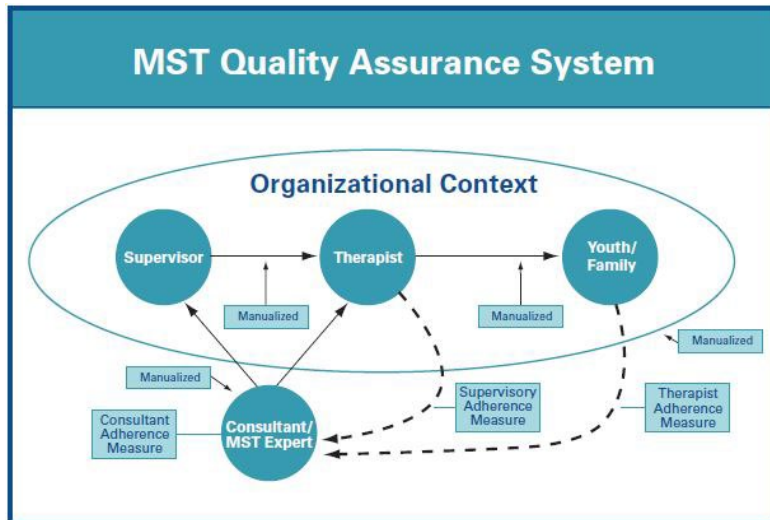 MST Quality Assurance System
Organizational Context
Supervisor
Therapist
Youth/
Family
Manualized
Manualized
Manualized
Manualized
Consultant
Adherence
Measure
Consultant/
MST Expert
Supervisory
Adherence
Measure
Therapist
Adherence
Measure